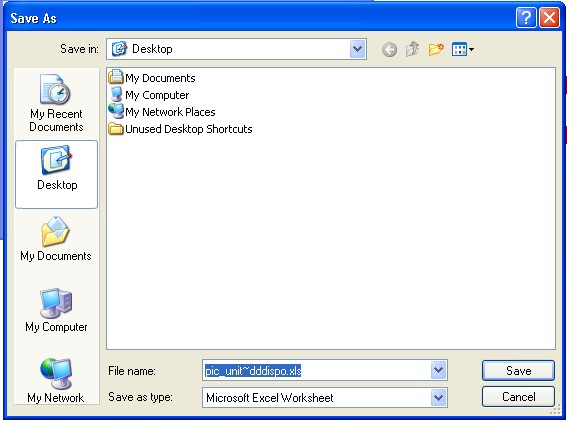 Save As
Save in:
Desktop
My Documents
My Computer
My Network Places
Unused Desktop Shortcuts
My Recent
Documents
Desktop
My Documents
My Computer
My Network
File name:
pic_unit~dddispo.xls
Save
Save as type:
Microsoft Excel Worksheet
Cancel